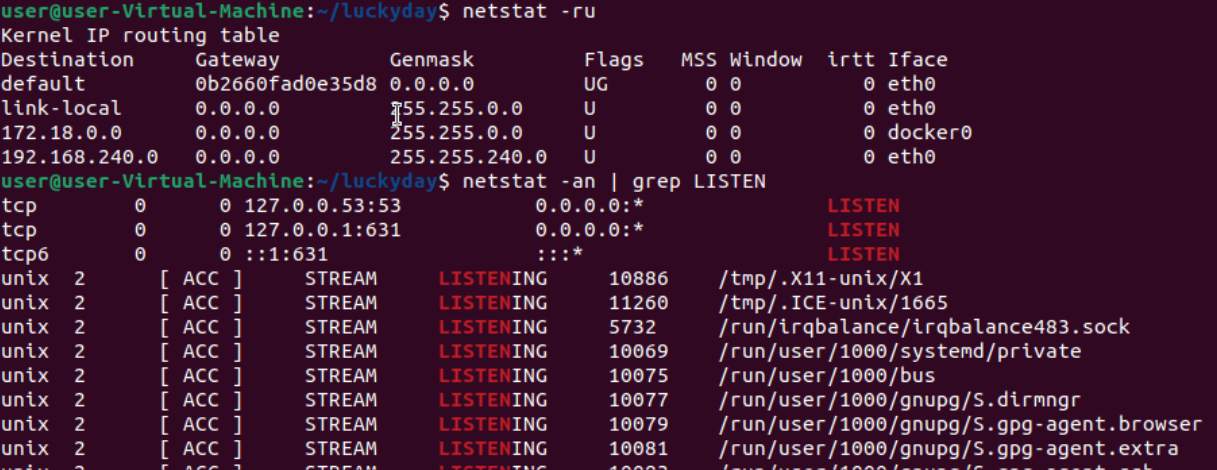 user@user-Virtual-Machine:~/luckyday$ netstat -ru
Kernel IP routing table
Destination     Gateway         Genmask         Flags   MSS Window  irtt Iface
default         0b2660fad0e35d8 0.0.0.0         UG        0 0          0 eth0
link-local      0.0.0.0         255.255.0.0     U         0 0          0 eth0
172.18.0.0      0.0.0.0         255.255.0.0     U         0 0          0 docker0
192.168.240.0   0.0.0.0         255.255.240.0   U         0 0          0 eth0
user@user-Virtual-Machine:~/luckyday$ netstat -an | grep LISTEN
tcp        0      0 127.0.0.53:53           0.0.0.0:*               LISTEN
tcp        0      0 127.0.0.1:631           0.0.0.0:*               LISTEN
tcp6       0      0 ::1:631                 :::*                    LISTEN
unix  2      [ ACC ]     STREAM     LISTENING     10886    /tmp/.X11-unix/X1
unix  2      [ ACC ]     STREAM     LISTENING     11260    /tmp/.ICE-unix/1665
unix  2      [ ACC ]     STREAM     LISTENING     5732     /run/irqbalance/irqbalance483.sock
unix  2      [ ACC ]     STREAM     LISTENING     10069    /run/user/1000/systemd/private
unix  2      [ ACC ]     STREAM     LISTENING     10075    /run/user/1000/bus
unix  2      [ ACC ]     STREAM     LISTENING     10077    /run/user/1000/gnupg/S.dirmngr
unix  2      [ ACC ]     STREAM     LISTENING     10079    /run/user/1000/gnupg/S.gpg-agent.browser
unix  2      [ ACC ]     STREAM     LISTENING     10081    /run/user/1000/gnupg/S.gpg-agent.extra